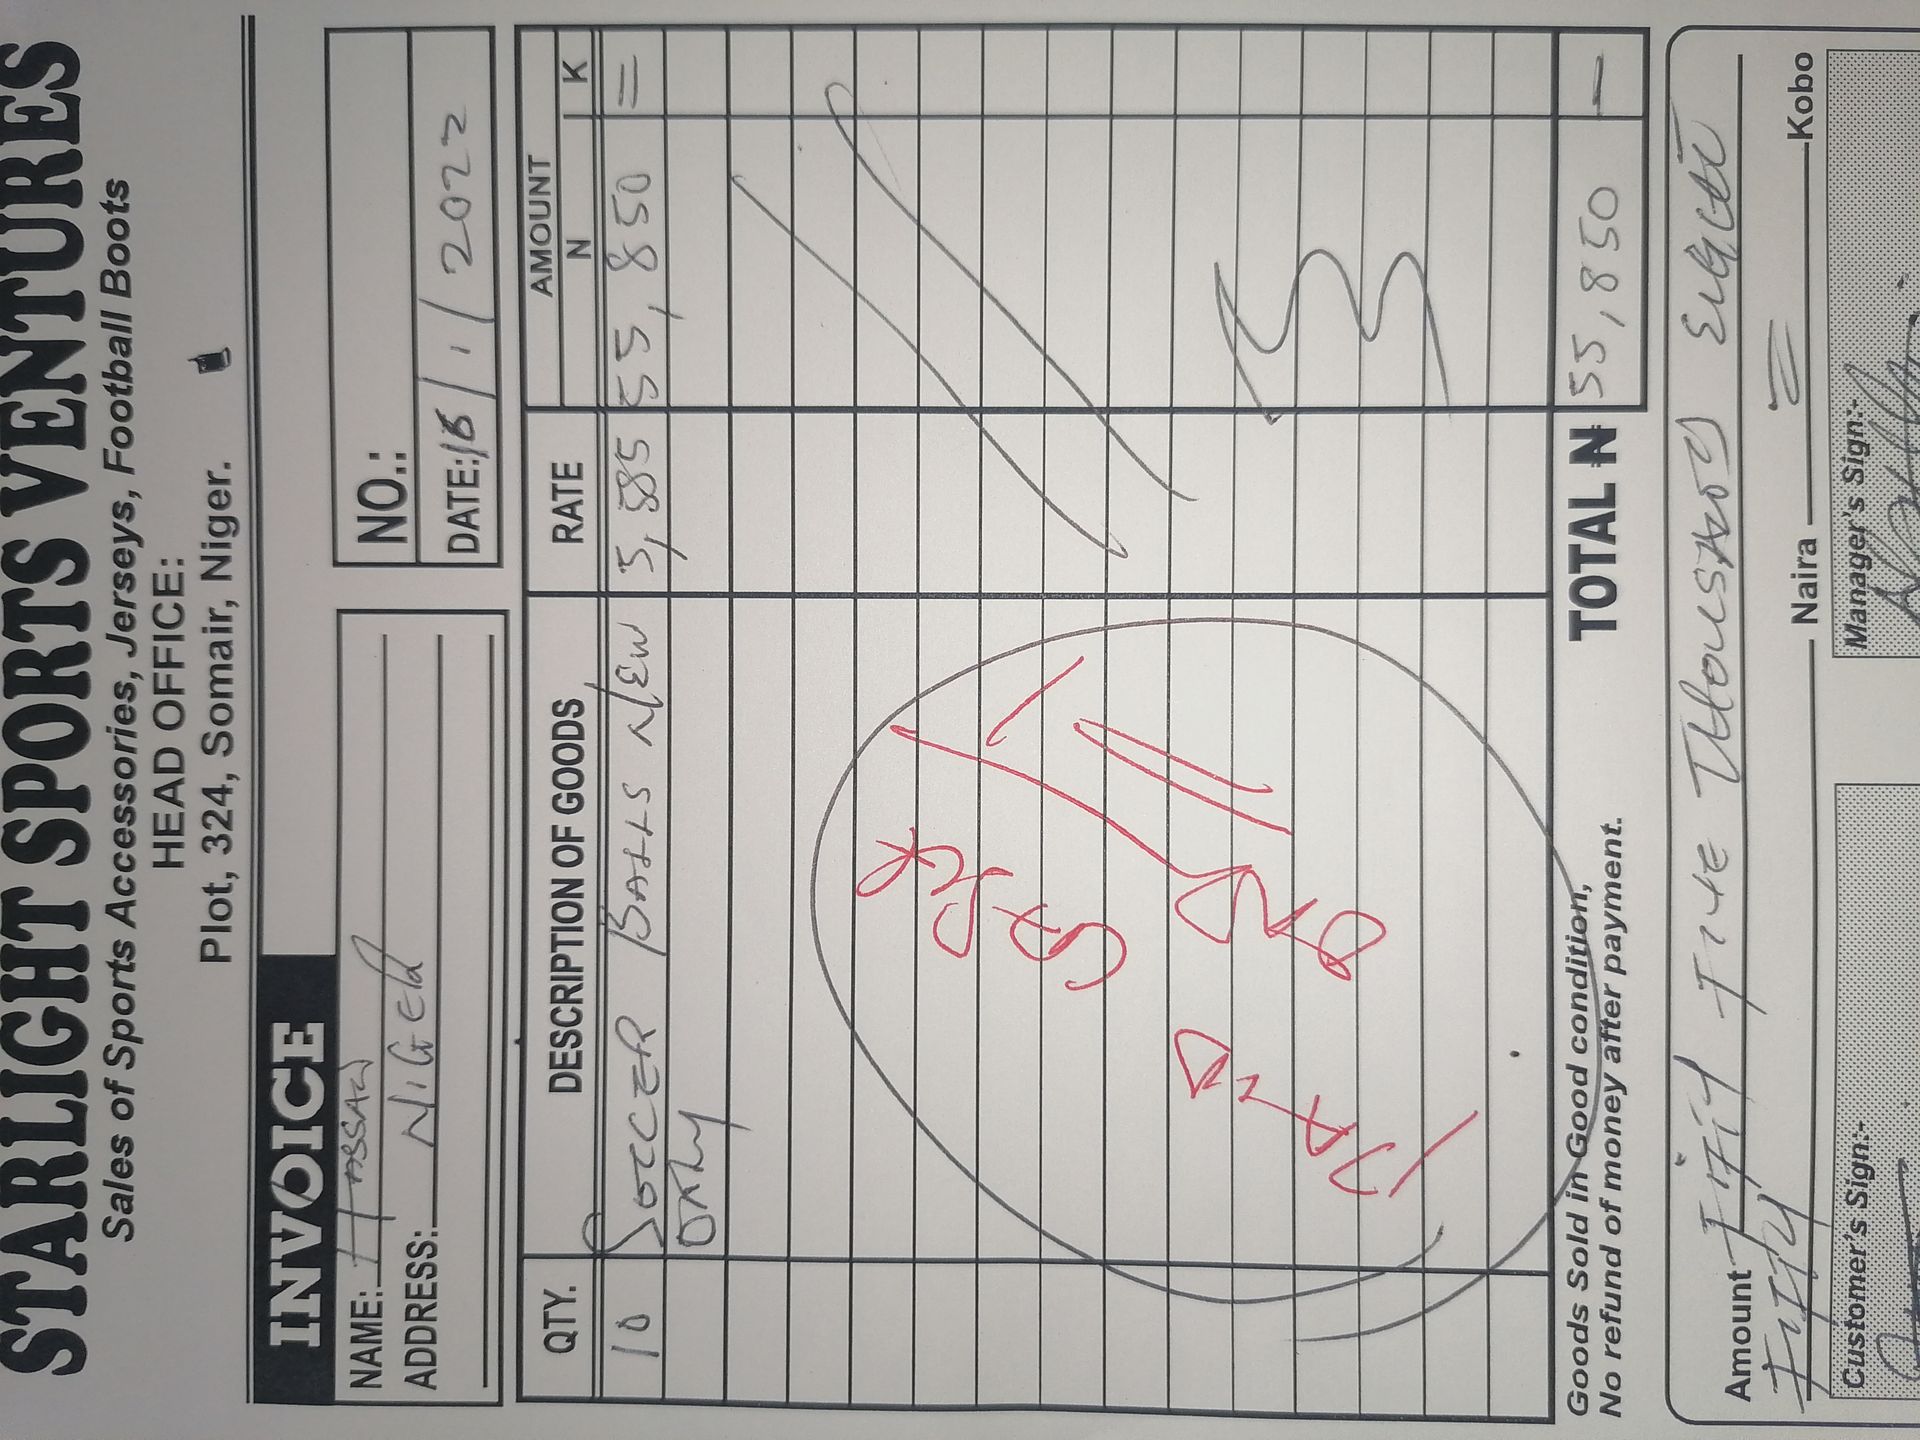 STARLIGHT SPORTS VENTURES
Sales of Sports Accessories, Jerseys, Football Boots
HEAD OFFICE:
Plot, 324, Somair, Niger.
INVOICE
NAME: HASSAN
ADDRESS: NIGER
NO.:
DATE: 16/1/2022
QTY. DESCRIPTION OF GOODS RATE AMOUNT
N K
10 SOCCER BALLS NEW 5,585 55,850 =
ONLY
Goods Sold in Good condition,
No refund of money after payment.
TOTAL N 55,850 -
Amount FIFTY FIVE THOUSAND EIGHT
FIFTY Naira Kobo
Customer's Sign:- Manager's Sign:-